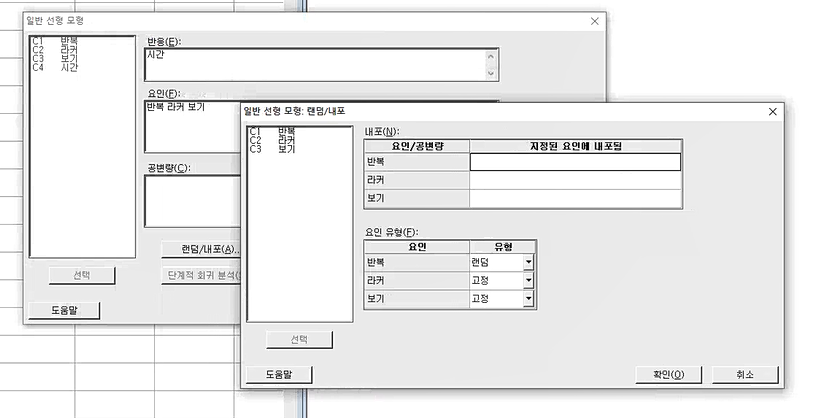 일반 선형 모형
C1 반복
C2 라커
C3 보기
C4 시간
반응(E):
시간
요인(F):
반복 라커 보기
공변량(C):
랜덤/내포(A)..
선택
단계적 회귀 분석(
도움말
일반 선형 모형: 랜덤/내포
C1 반복
C2 라커
C3 보기
내포(N):
요인/공변량 지정된 요인에 내포됨
반복
라커
보기
요인 유형(F):
요인 유형
반복 랜덤
라커 고정
보기 고정
선택
도움말
확인(O)
취소